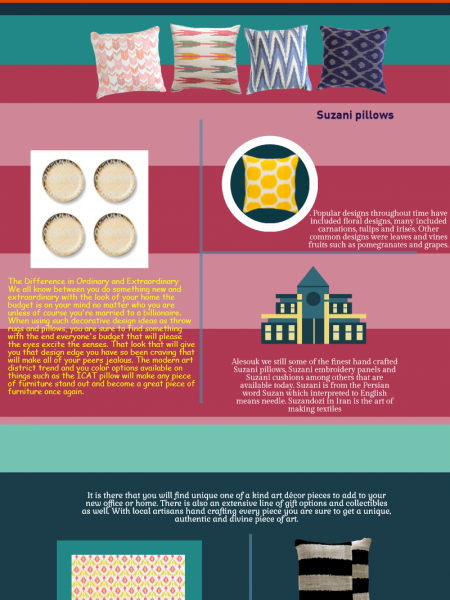 Suzani pillows
. Popular designs throughout time have
included floral designs, many included
carnations, tulips and irises. Other
common designs were leaves and vines
fruits such as pomegranates and grapes.
The Difference in Ordinary and Extraordinary
We all know between you do something new and
extraordinary with the look of your home the
budget is on your mind no matter who you are
unless of course you're married to a billionaire.
When using such decorative design ideas as throw
rugs and pillows, you are sure to find something
with the end everyone's budget that will please
the eyes excite the senses. That look that will give
you that design edge you have so been craving that
will make all of your peers jealous. The modern art
district trend and you color options available on
things such as the ICAT pillow will make any piece
of furniture stand out and become a great piece of
furniture once again.
Alesouk we still some of the finest hand crafted
Suzani pillows, Suzani embroidery panels and
Suzani cushions among others that are
available today. Suzani is from the Persian
word Suzan which interpreted to English
means needle. Suzandozi in Iran is the art of
making textiles
It is there that you will find unique one of a kind art décor pieces to add to your
new office or home. There is also an extensive line of gift options and collectibles
as well. With local artisans hand crafting every piece you are sure to get a unique,
authentic and divine piece of art.